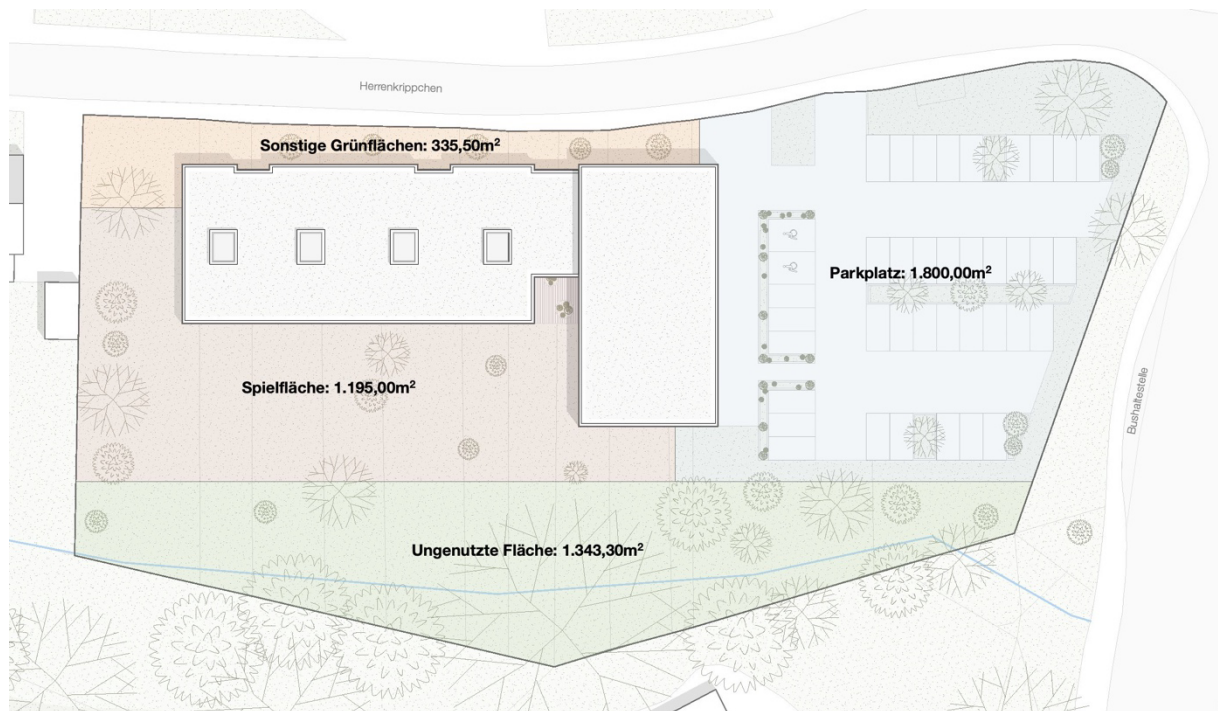 Herrenkrippchen
Sonstige Grünflächen: 335,50m²
Parkplatz: 1.800,00m²
Spielfläche: 1.195,00m²
Bushaltestelle
Ungenutzte Fläche: 1.343,30m²